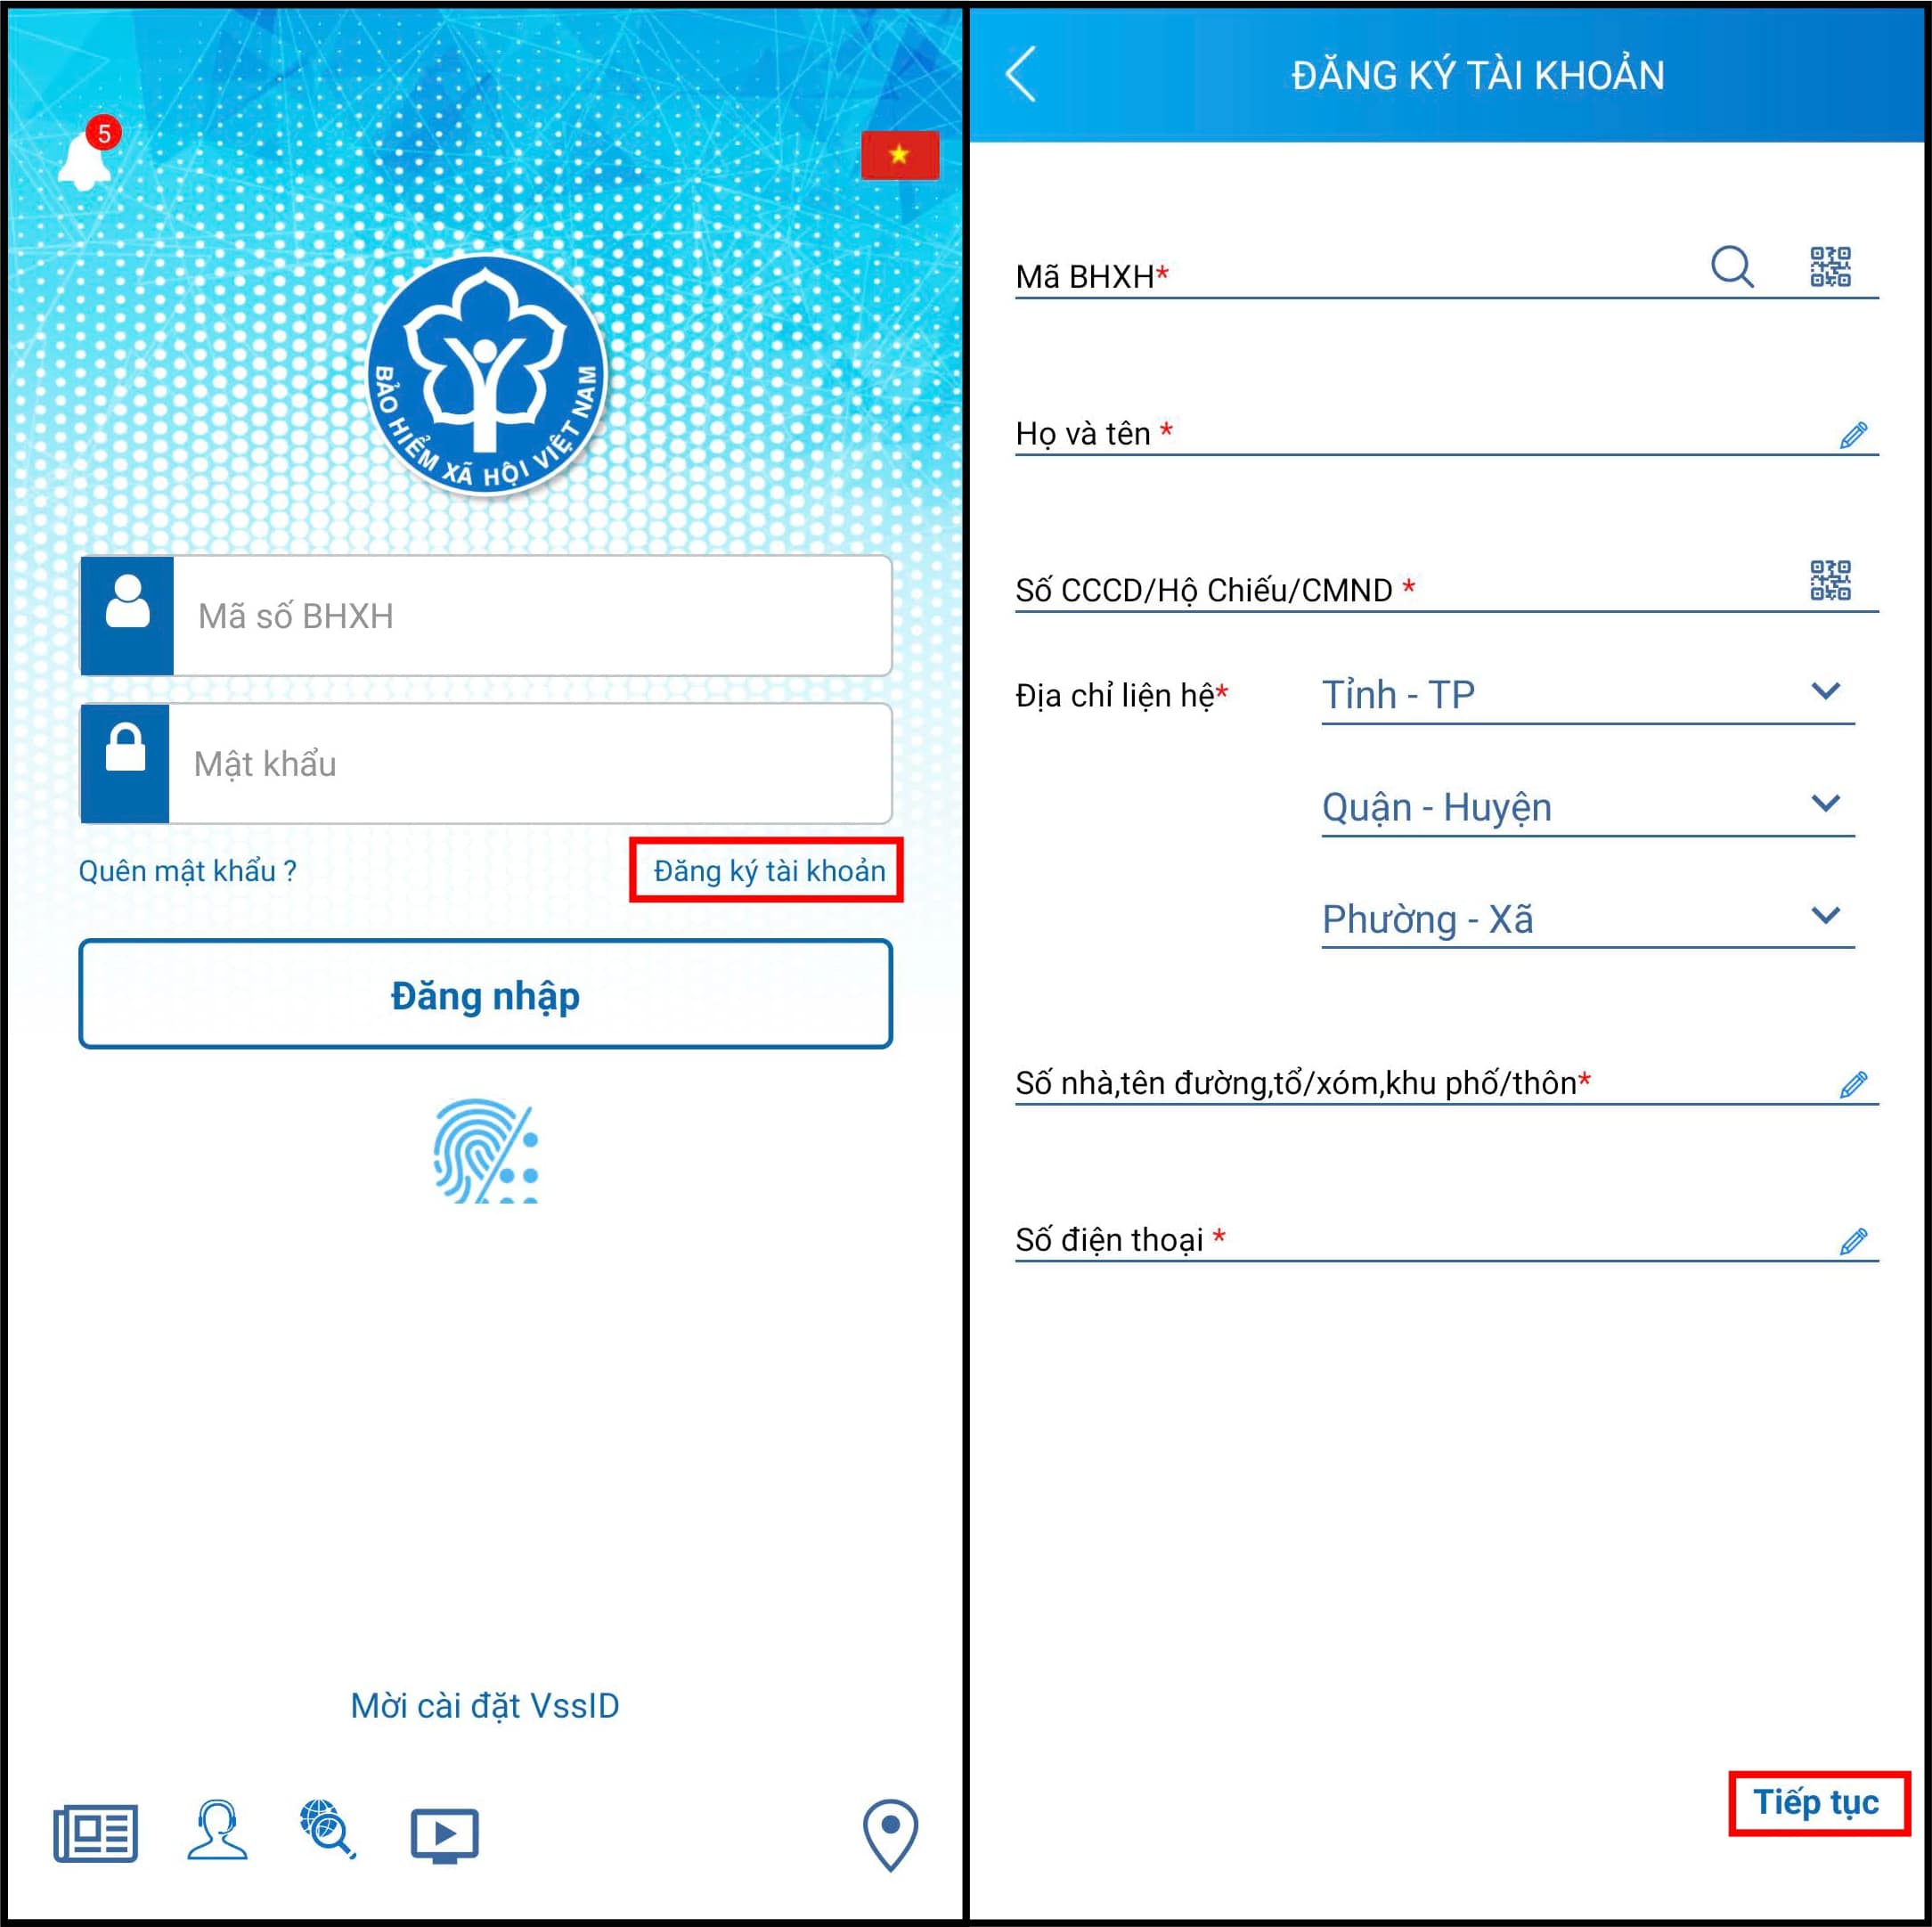 5
BẢO HIỂM XÃ HỘI VIỆT NAM
Mã số BHXH
Mật khẩu
Quên mật khẩu ?
Đăng ký tài khoản
Đăng nhập
Mời cài đặt VssID
ĐĂNG KÝ TÀI KHOẢN
Mã BHXH*
Họ và tên *
Số CCCD/Hộ Chiếu/CMND *
Địa chỉ liện hệ*
Tỉnh - TP
Quận - Huyện
Phường - Xã
Số nhà,tên đường,tổ/xóm,khu phố/thôn*
Số điện thoại *
Tiếp tục